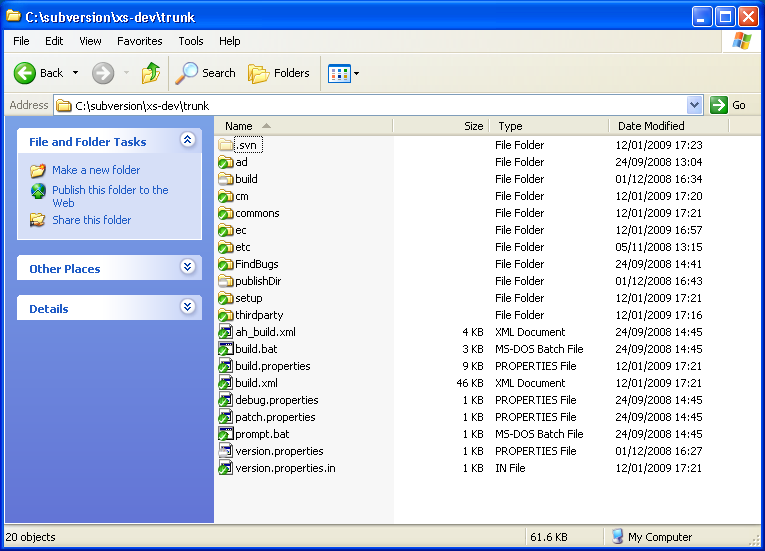 C:\subversion\xs-dev\trunk
File Edit View Favorites Tools Help
Back Search Folders
Address C:\subversion\xs-dev\trunk Go
File and Folder Tasks
Make a new folder
Publish this folder to the
Web
Share this folder
Other Places
Details
Name Size Type Date Modified
.svn File Folder 12/01/2009 17:23
ad File Folder 24/09/2008 13:04
build File Folder 01/12/2008 16:34
cm File Folder 12/01/2009 17:20
commons File Folder 12/01/2009 17:21
ec File Folder 12/01/2009 16:57
etc File Folder 05/11/2008 13:15
FindBugs File Folder 24/09/2008 14:41
publishDir File Folder 01/12/2008 16:43
setup File Folder 12/01/2009 17:21
thirdparty File Folder 12/01/2009 17:16
ah_build.xml 4 KB XML Document 24/09/2008 14:45
build.bat 3 KB MS-DOS Batch File 24/09/2008 14:45
build.properties 9 KB PROPERTIES File 12/01/2009 17:21
build.xml 46 KB XML Document 12/01/2009 17:21
debug.properties 1 KB PROPERTIES File 24/09/2008 14:45
patch.properties 1 KB PROPERTIES File 24/09/2008 14:45
prompt.bat 1 KB MS-DOS Batch File 24/09/2008 14:45
version.properties 1 KB PROPERTIES File 01/12/2008 16:27
version.properties.in 1 KB IN File 12/01/2009 17:21
20 objects 61.6 KB My Computer